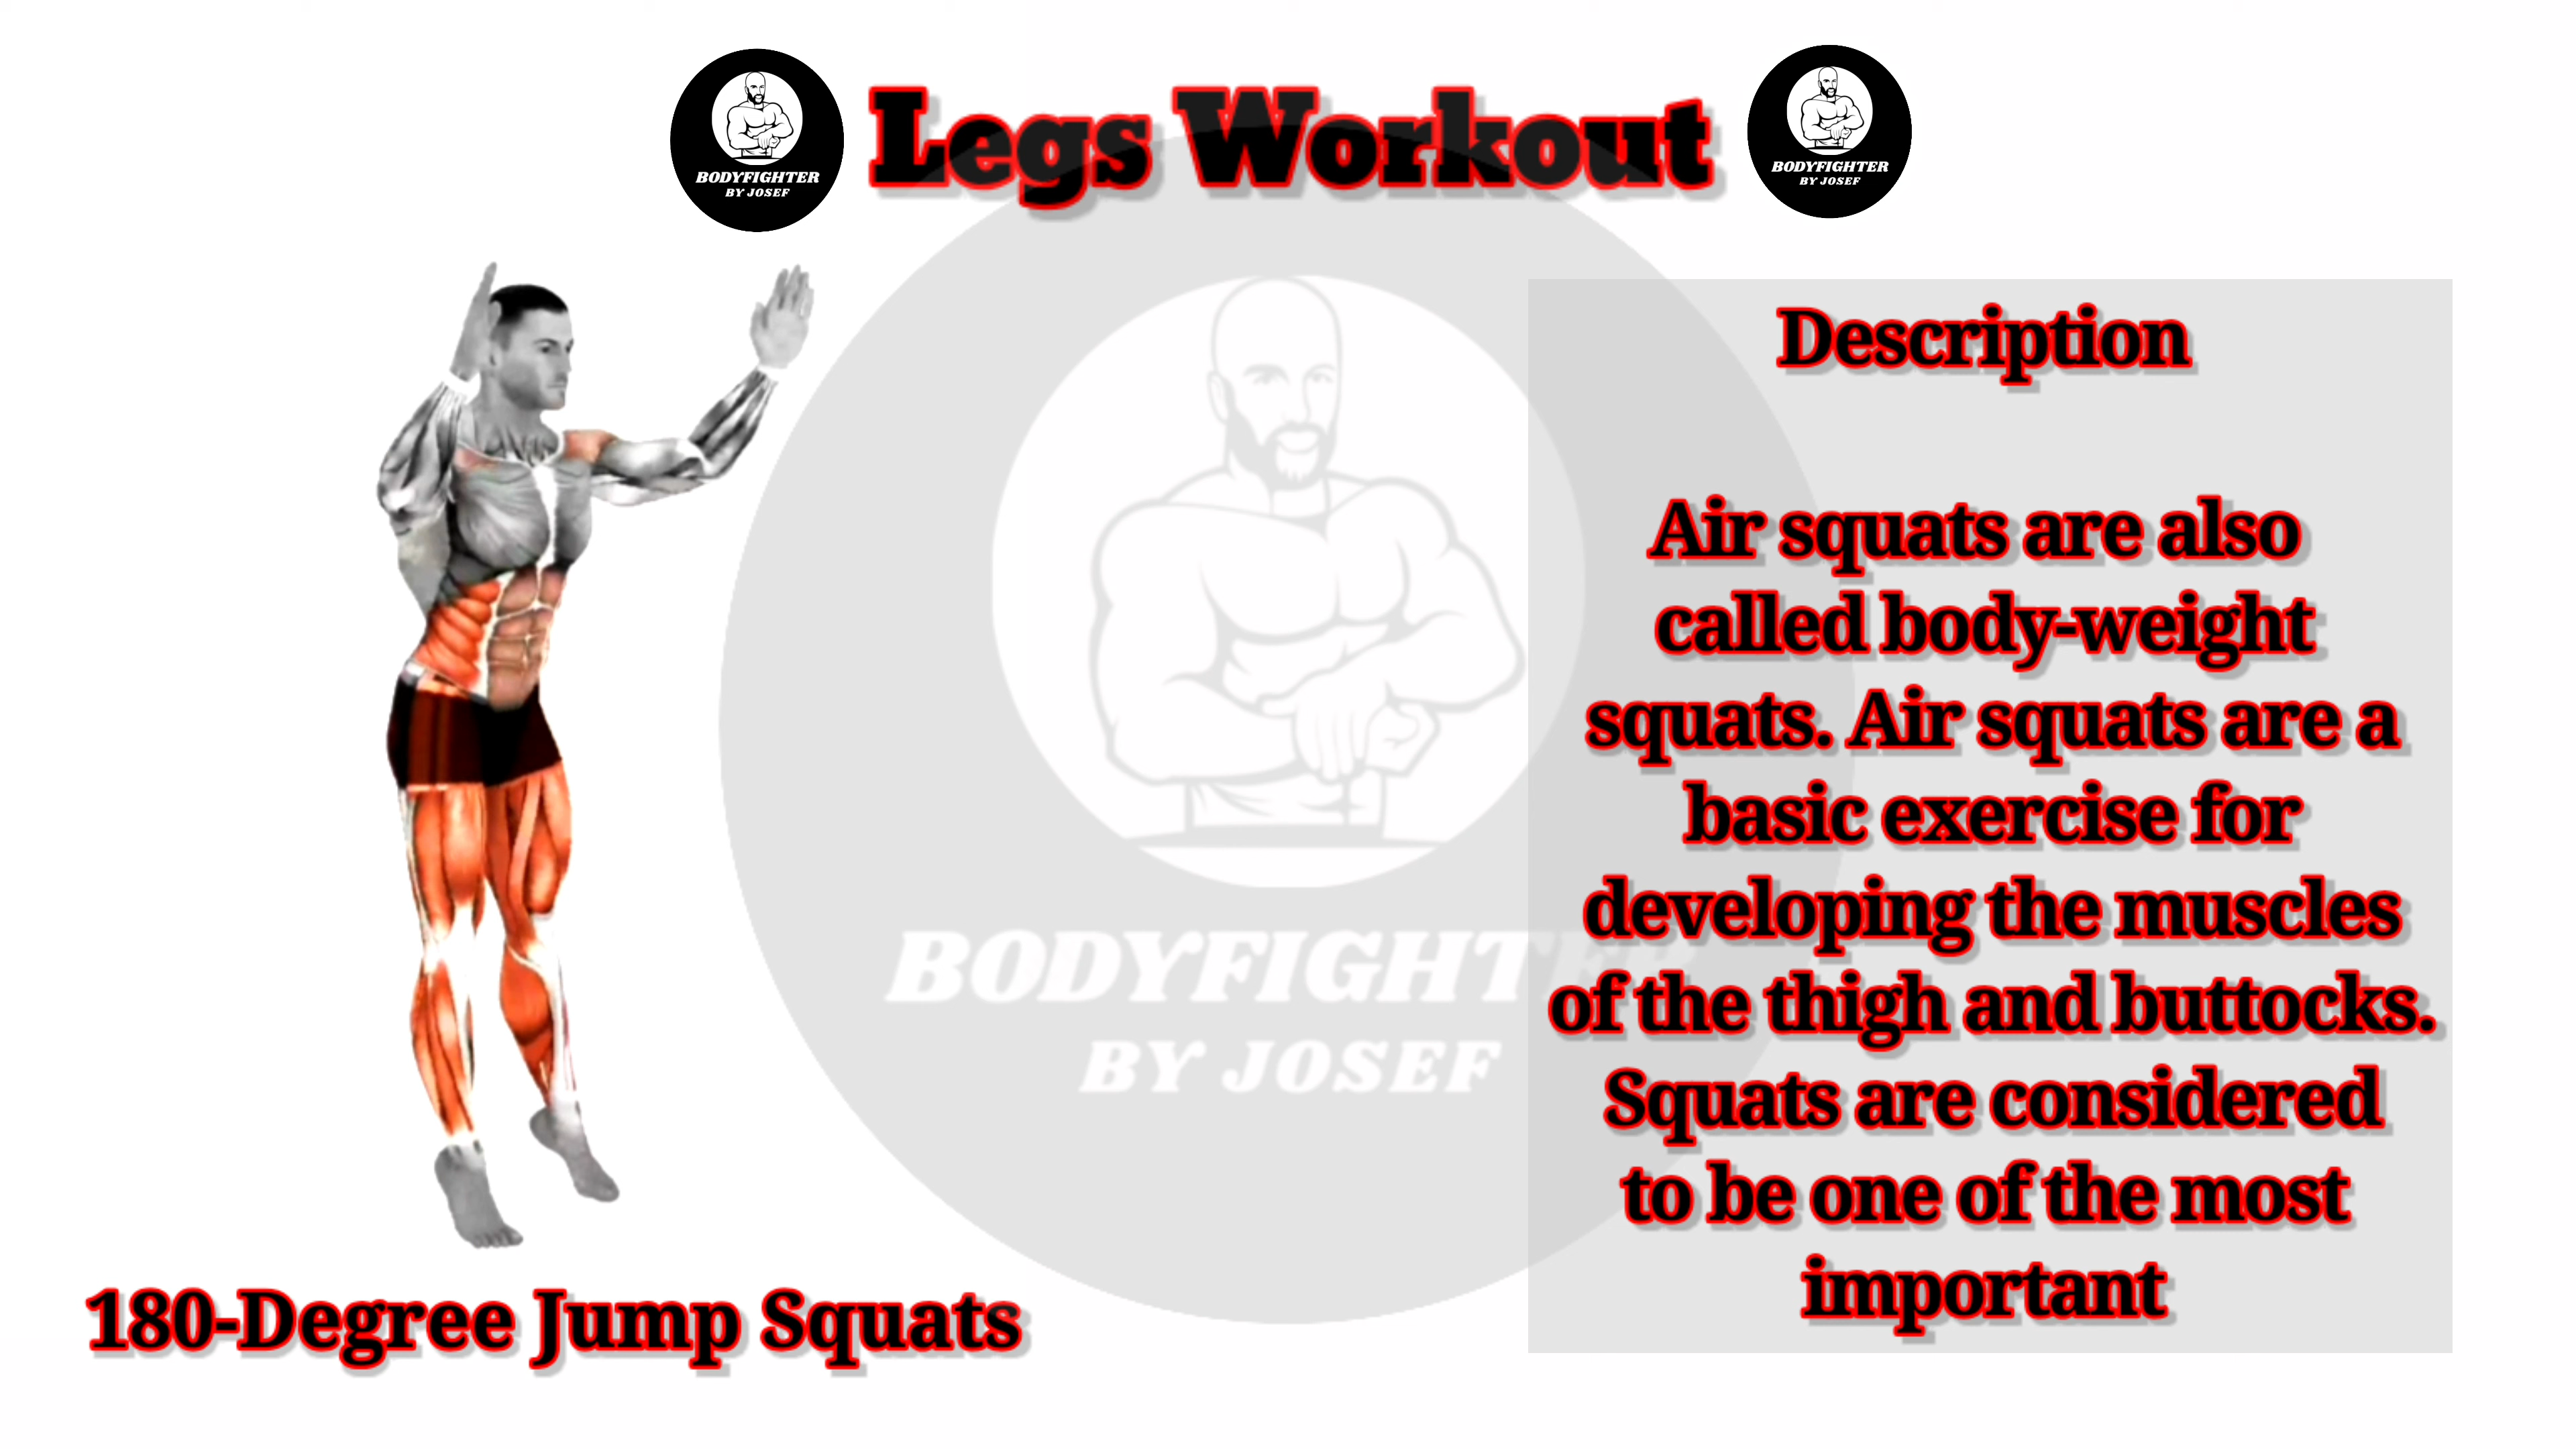 BODYFIGHTER
BY JOSEF
Legs Workout
BODYFIGHTER
BY JOSEF
Description
Air squats are also
called body-weight
squats. Air squats are a
basic exercise for
developing the muscles
of the thigh and buttocks.
Squats are considered
to be one of the most
important
BODYFIGHTER
BY JOSEF
180-Degree Jump Squats